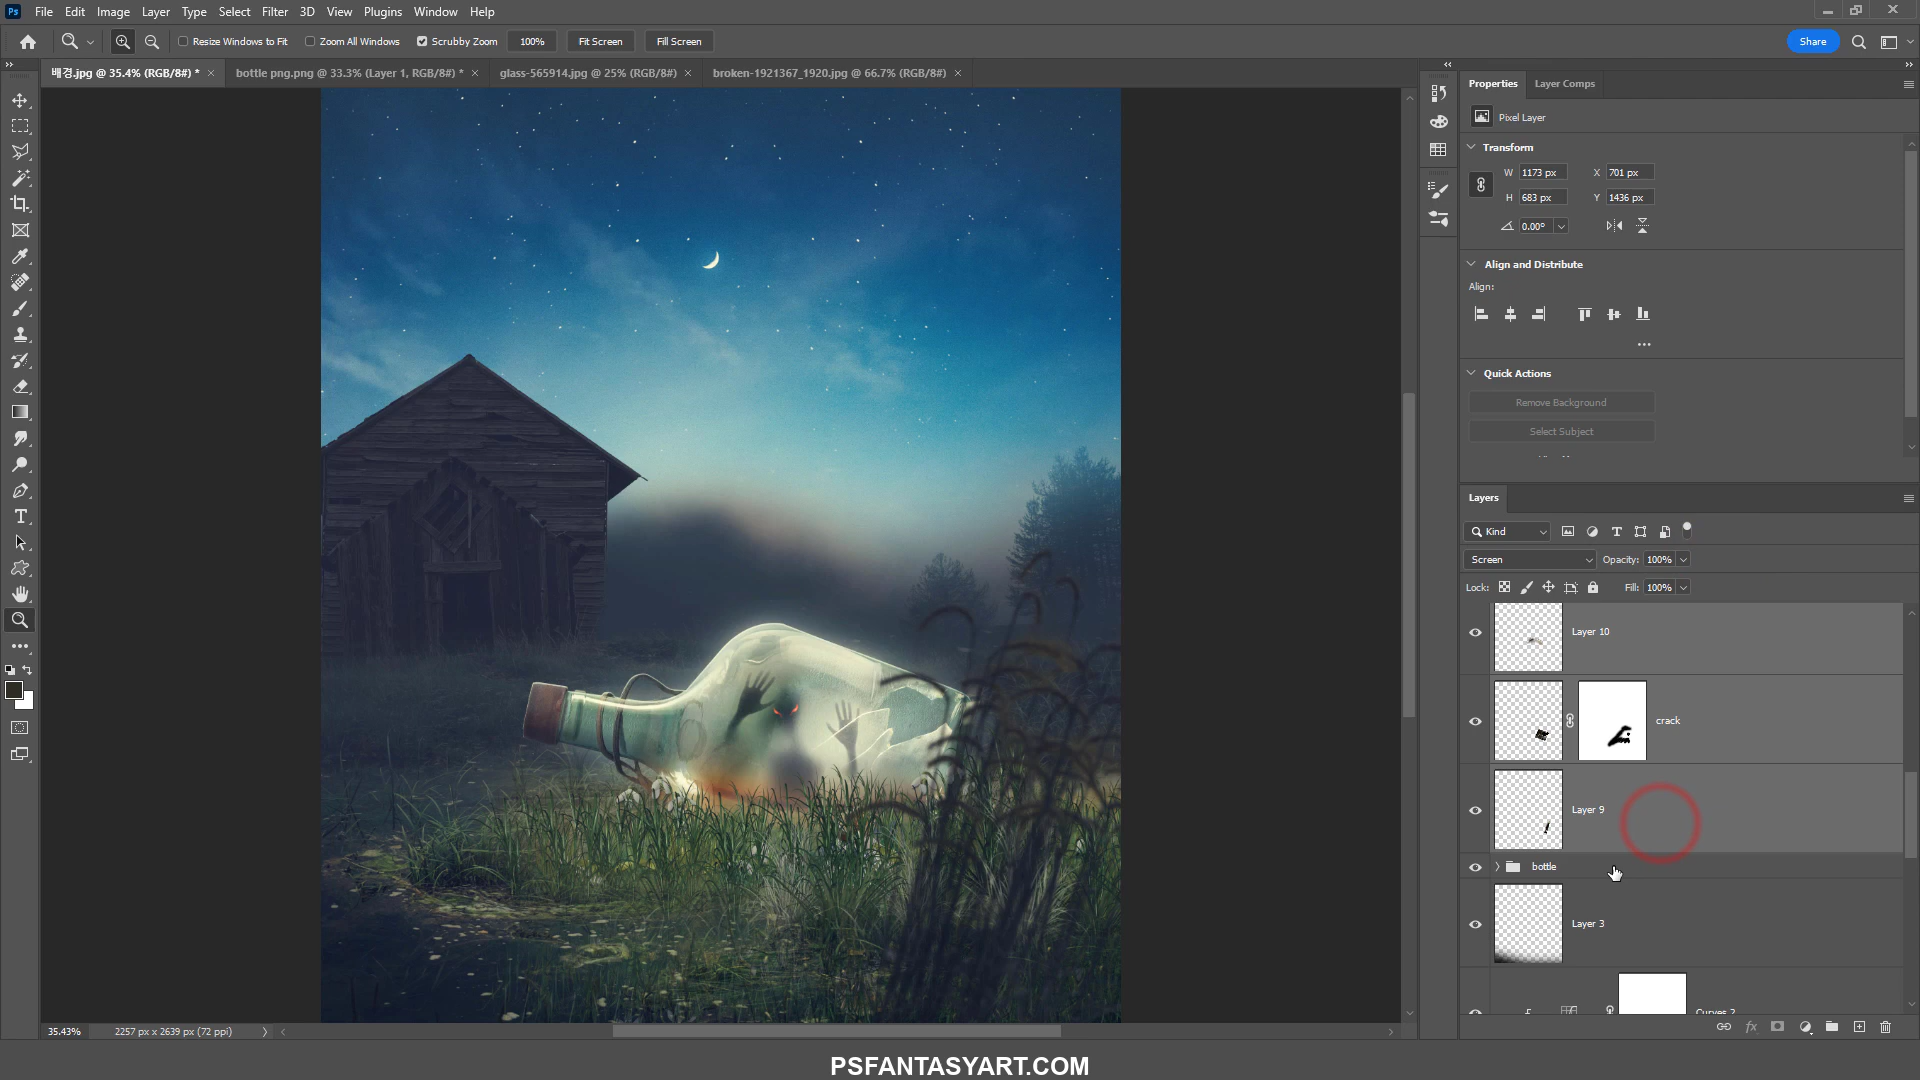 Ps File Edit Image Layer Type Select Filter 3D View Plugins Window Help
Resize Windows to Fit Zoom All Windows Scrubby Zoom 100% Fit Screen Fill Screen Share
배경.jpg @ 35.4% (RGB/8#) * × bottle png.png @ 33.3% (Layer 1, RGB/8#) * × glass-565914.jpg @ 25% (RGB/8#) × broken-1921367_1920.jpg @ 66.7% (RGB/8#) ×
Properties Layer Comps
Pixel Layer
Transform
W 1173 px X 701 px
H 683 px Y 1436 px
0.00°
Align and Distribute
Align:
Quick Actions
Remove Background
Select Subject
Layers
Kind
Screen Opacity: 100%
Lock: Fill: 100%
Layer 10
crack
Layer 9
bottle
Layer 3
Curves 2
35.43% 2257 px x 2639 px (72 ppi)
PSFANTASYART.COM